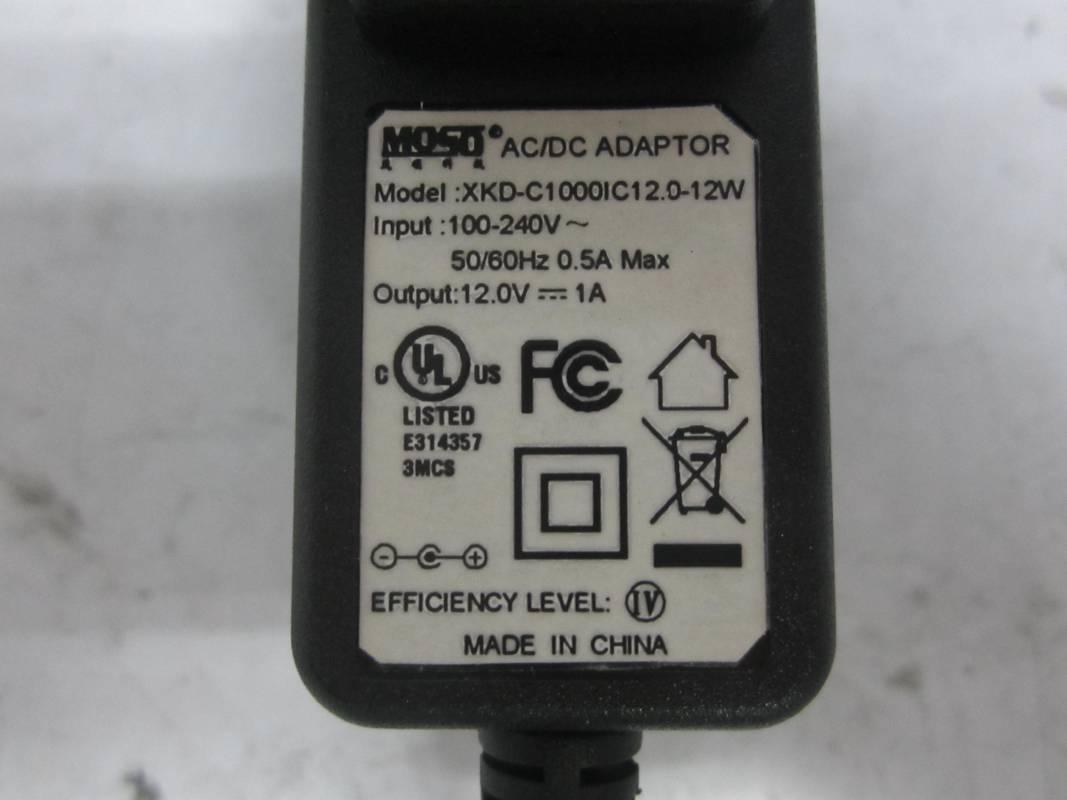 MOSO® AC/DC ADAPTOR
Model :XKD-C1000IC12.0-12W
Input :100-240V～
50/60Hz 0.5A Max
Output:12.0V ⎓ 1A
C UL US
LISTED
E314357
3MCS
FC
EFFICIENCY LEVEL: IV
MADE IN CHINA